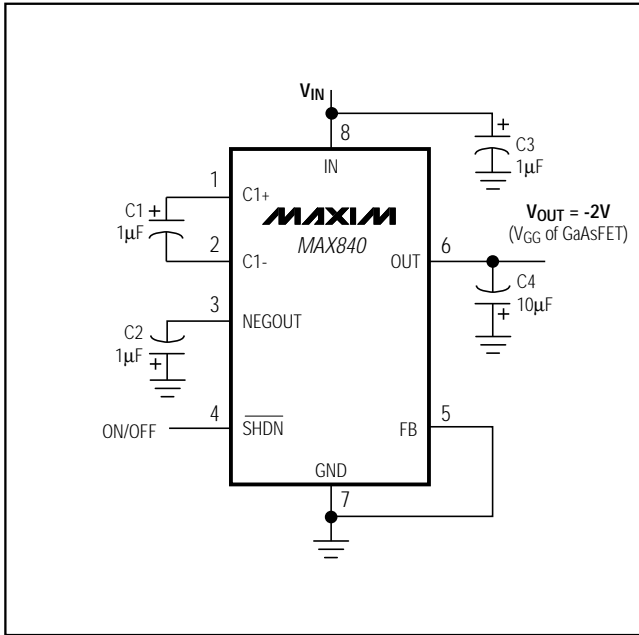 VIN
8
IN
+
C3
1µF
1
C1+
MAXIM
MAX840
C1
+
1µF
2
C1-
VOUT = -2V
(VGG of GaAsFET)
6
OUT
C4
10µF
+
3
NEGOUT
C2
1µF
+
4
SHDN
ON/OFF
5
FB
GND
7